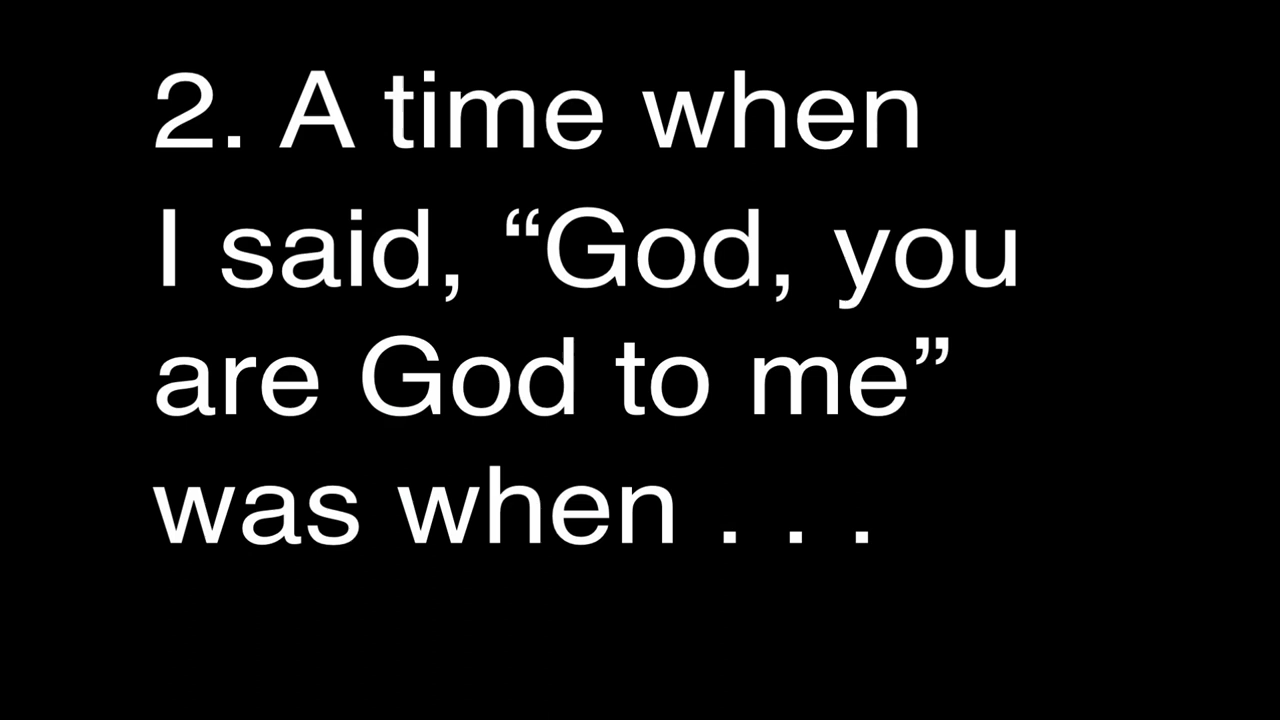 2. A time when
I said, “God, you
are God to me”
was when . . .